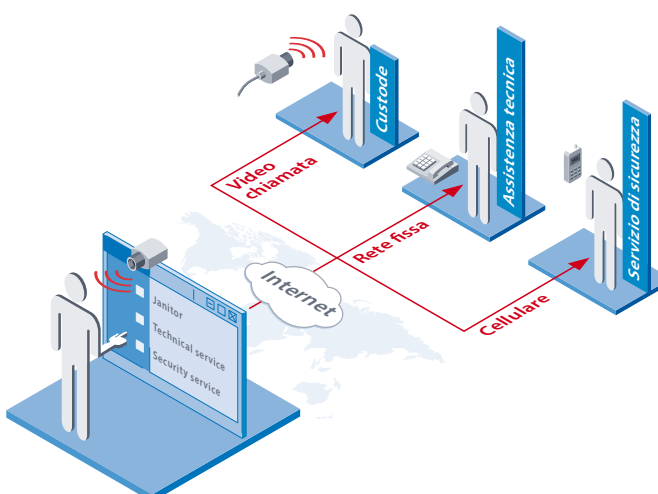 Custode
Assistenza tecnica
Servizio di sicurezza
Video
chiamata
Rete fissa
Cellulare
Internet
Janitor
Technical service
Security service